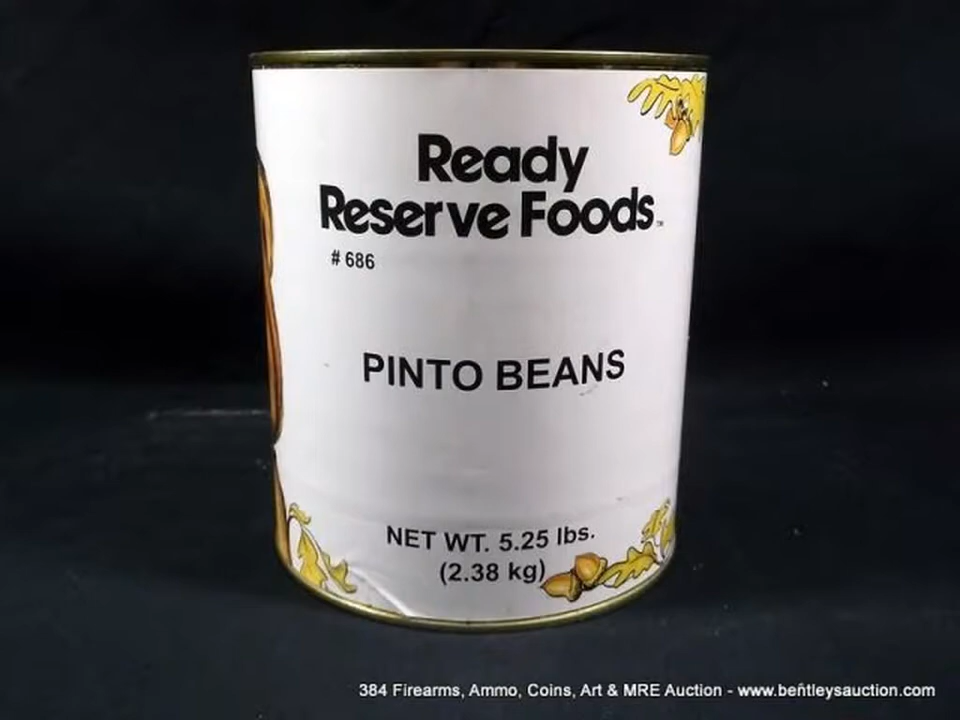 Ready
Reserve Foods™
# 686
PINTO BEANS
NET WT. 5.25 lbs.
(2.38 kg)
384 Firearms, Ammo, Coins, Art & MRE Auction - www.bentleysauction.com